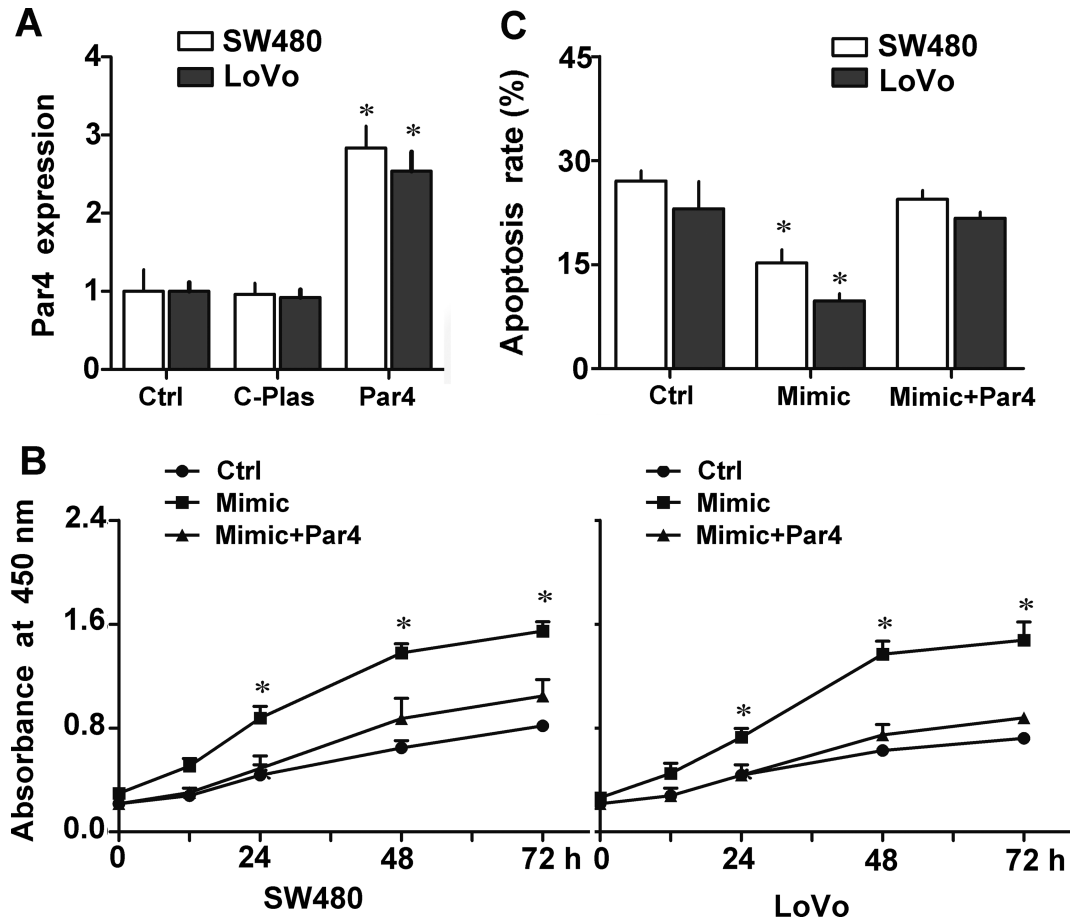 A
SW480
LoVo
Par4 expression
4
3
2
1
0
*
*
Ctrl
C-Plas
Par4
C
SW480
LoVo
Apoptosis rate (%)
45
30
15
0
*
*
Ctrl
Mimic
Mimic+Par4
B
Ctrl
Mimic
Mimic+Par4
Absorbance at 450 nm
2.4
1.6
0.8
0.0
*
*
*
0
24
48
72 h
SW480
Ctrl
Mimic
Mimic+Par4
*
*
*
0
24
48
72 h
LoVo